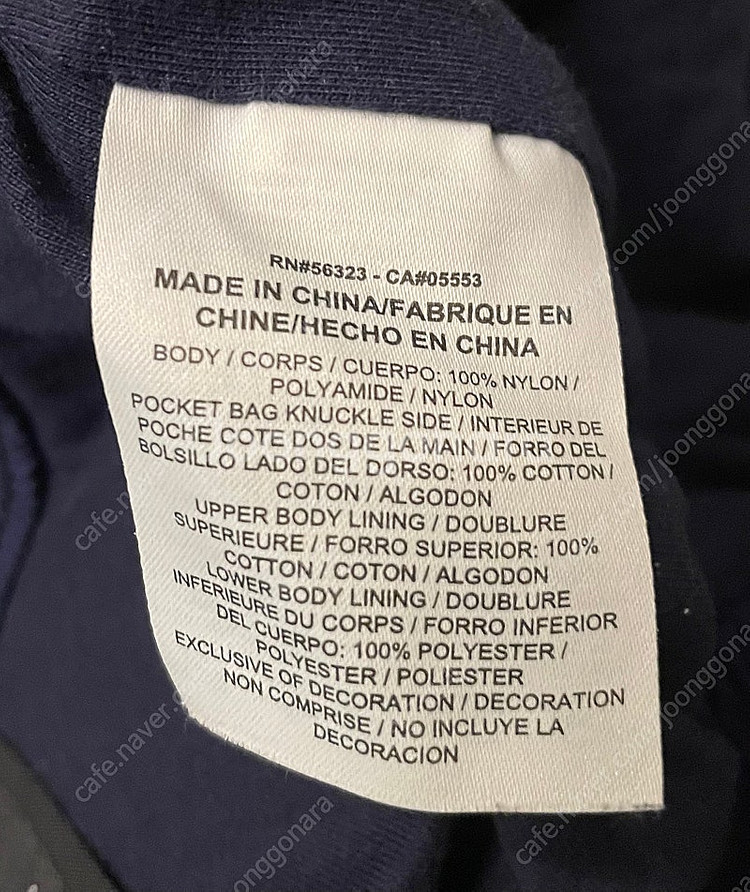 RN#56323 - CA#05553
MADE IN CHINA/FABRIQUE EN
CHINE/HECHO EN CHINA
BODY / CORPS / CUERPO: 100% NYLON /
POLYAMIDE / NYLON
POCKET BAG KNUCKLE SIDE / INTERIEUR DE
POCHE COTE DOS DE LA MAIN / FORRO DEL
BOLSILLO LADO DEL DORSO: 100% COTTON /
COTON / ALGODON
UPPER BODY LINING / DOUBLURE
SUPERIEURE / FORRO SUPERIOR: 100%
COTTON / COTON / ALGODON
LOWER BODY LINING / DOUBLURE
INFERIEURE DU CORPS / FORRO INFERIOR
DEL CUERPO: 100% POLYESTER /
POLYESTER / POLIESTER
EXCLUSIVE OF DECORATION / DECORATION
NON COMPRISE / NO INCLUYE LA
DECORACION
cafe.naver.com/joonggonara